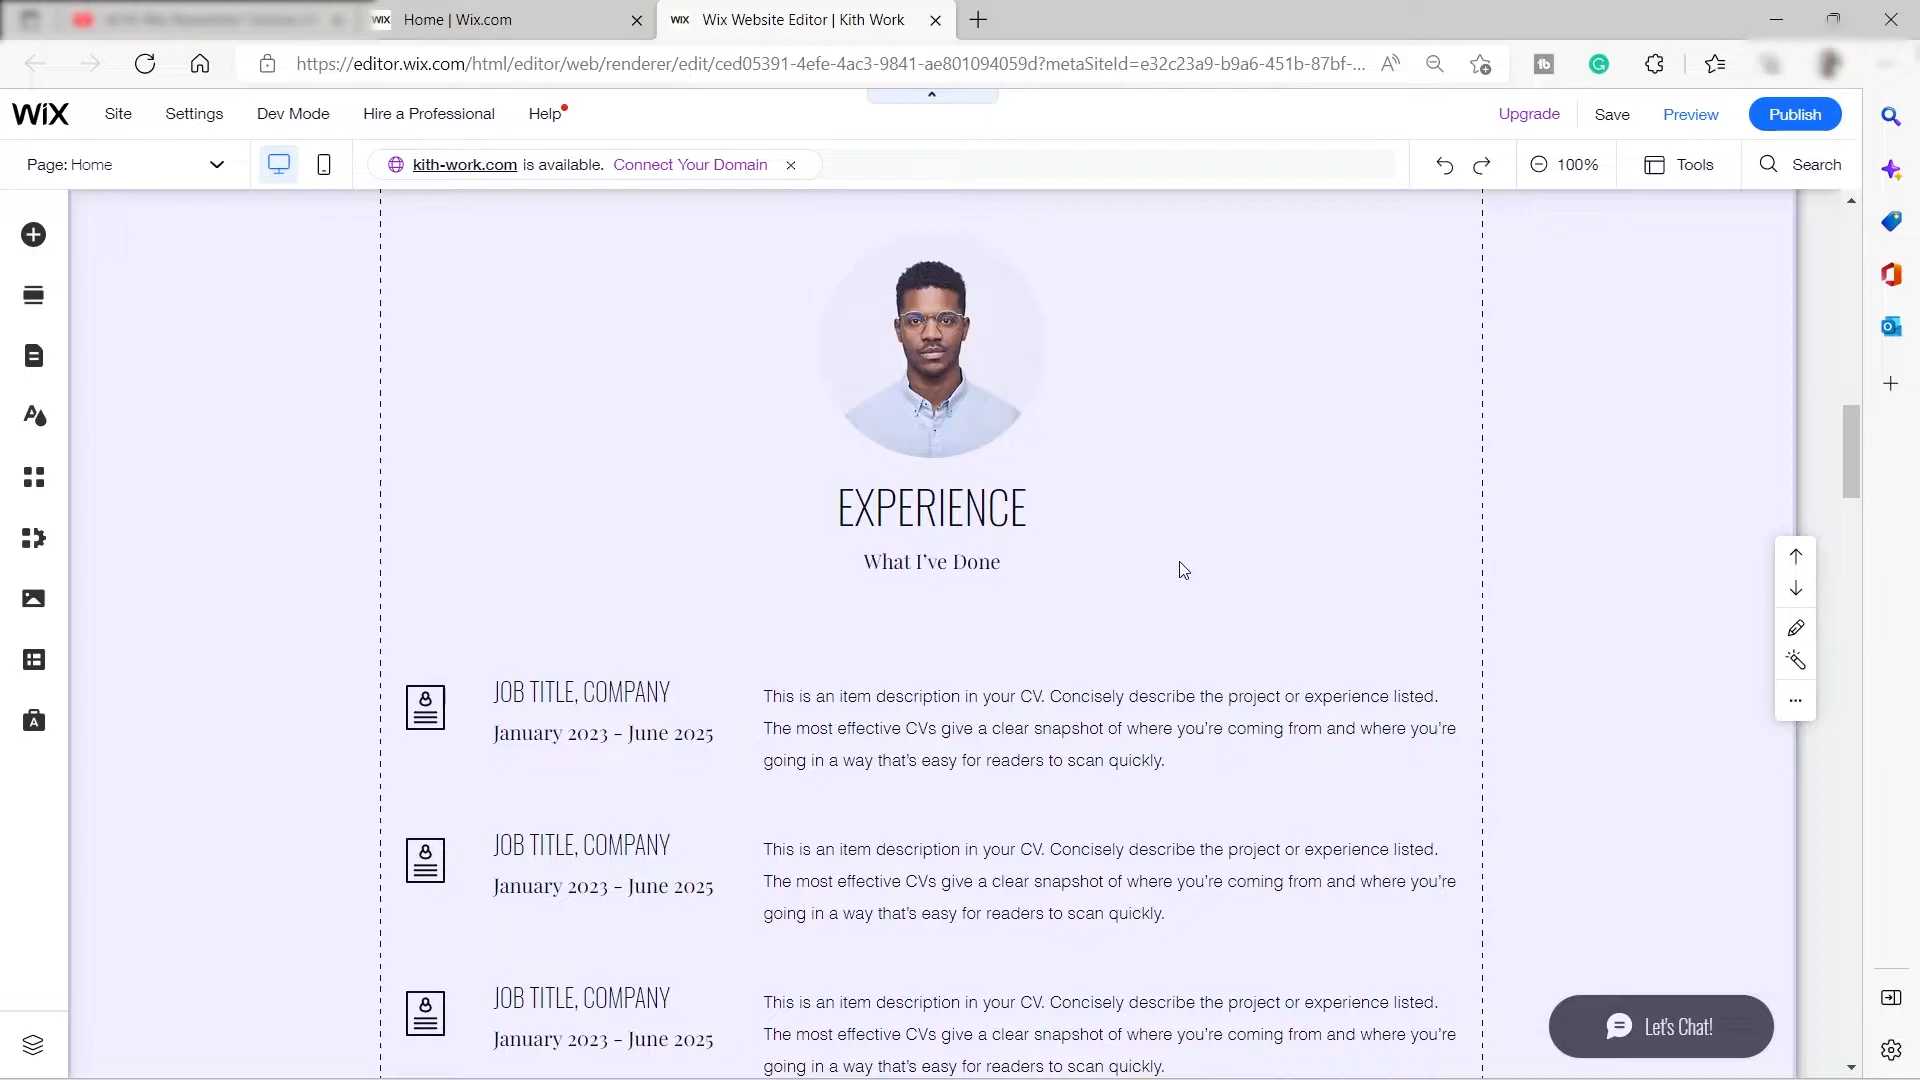 WIX Home | Wix.com
WIX Wix Website Editor | Kith Work
https://editor.wix.com/html/editor/web/renderer/edit/ced05391-4efe-4ac3-9841-ae801094059d?metaSiteId=e32c23a9-b9a6-451b-87bf-...
WIX Site Settings Dev Mode Hire a Professional Help Upgrade Save Preview Publish
Page: Home kith-work.com is available. Connect Your Domain 100% Tools Search
EXPERIENCE
What I've Done
JOB TITLE, COMPANY
January 2023 - June 2025
This is an item description in your CV. Concisely describe the project or experience listed.
The most effective CVs give a clear snapshot of where you're coming from and where you're
going in a way that's easy for readers to scan quickly.
JOB TITLE, COMPANY
January 2023 - June 2025
This is an item description in your CV. Concisely describe the project or experience listed.
The most effective CVs give a clear snapshot of where you're coming from and where you're
going in a way that's easy for readers to scan quickly.
JOB TITLE, COMPANY
January 2023 - June 2025
This is an item description in your CV. Concisely describe the project or experience listed.
The most effective CVs give a clear snapshot of where you're coming from and where you're
going in a way that's easy for readers to scan quickly.
Let's Chat!